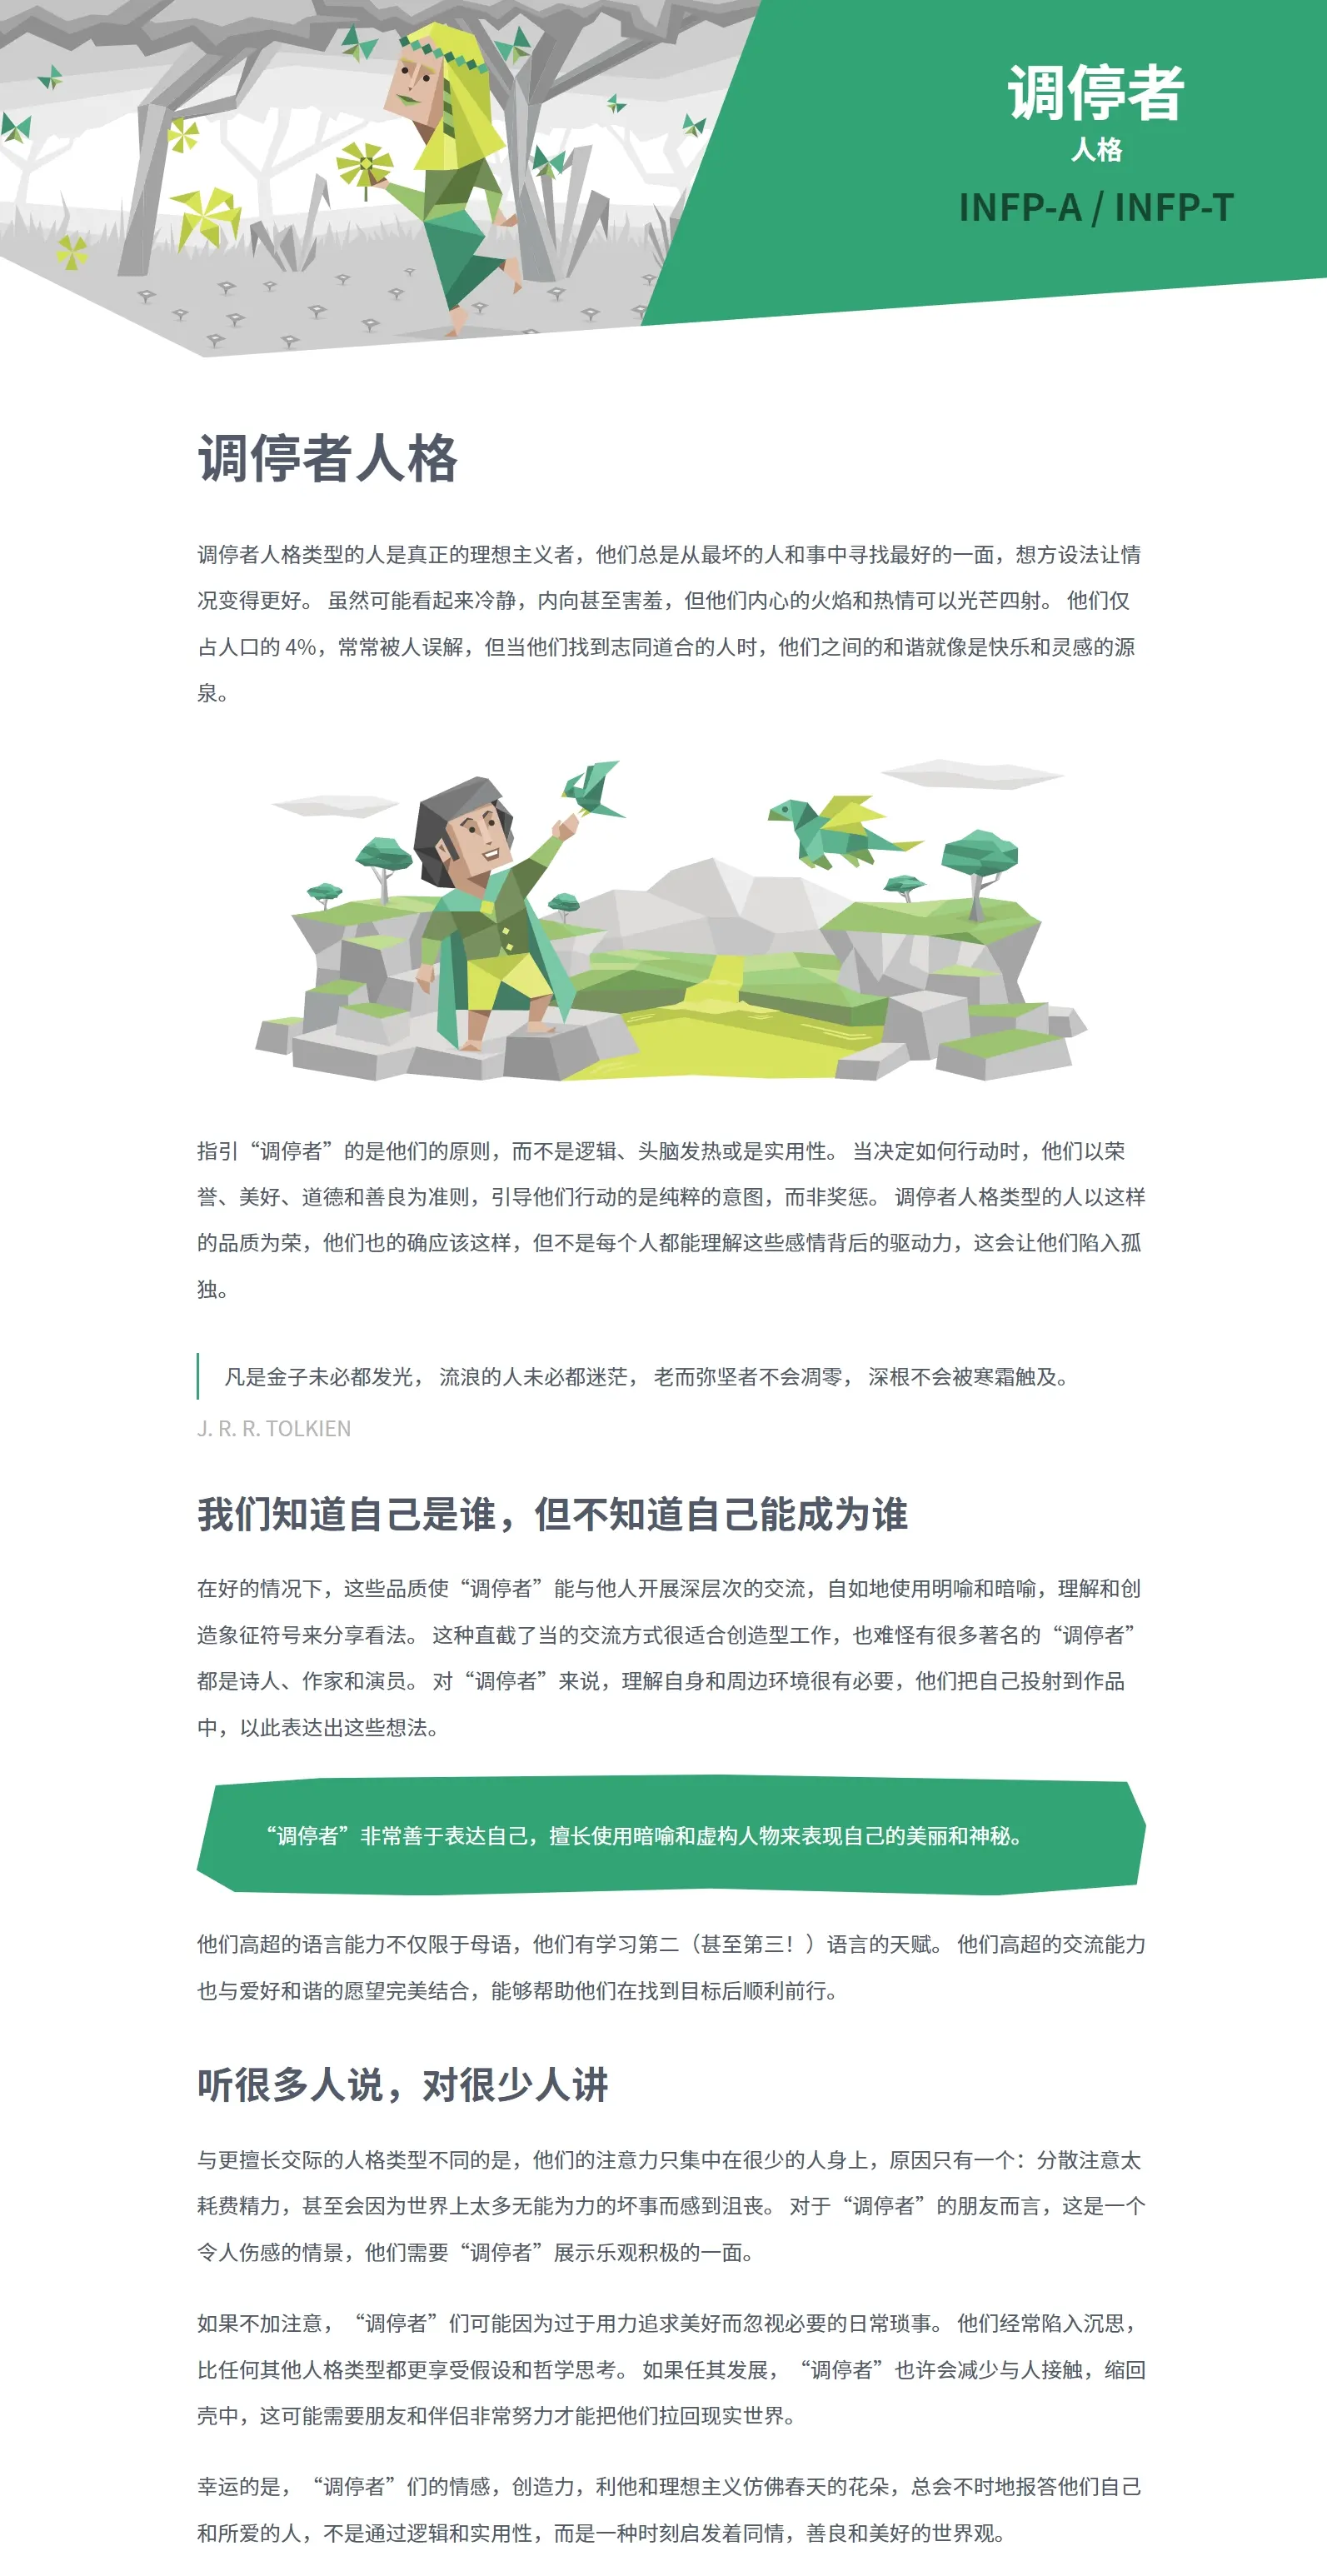 调停者
人格
INFP-A / INFP-T
调停者人格
调停者人格类型的人是真正的理想主义者，他们总是从最坏的人和事中寻找最好的一面，想方设法让情
况变得更好。 虽然可能看起来冷静，内向甚至害羞，但他们内心的火焰和热情可以光芒四射。 他们仅
占人口的 4%，常常被人误解，但当他们找到志同道合的人时，他们之间的和谐就像是快乐和灵感的源
泉。
指引“调停者”的是他们的原则，而不是逻辑、头脑发热或是实用性。 当决定如何行动时，他们以荣
誉、美好、道德和善良为准则，引导他们行动的是纯粹的意图，而非奖惩。 调停者人格类型的人以这样
的品质为荣，他们也的确应该这样，但不是每个人都能理解这些感情背后的驱动力，这会让他们陷入孤
独。
凡是金子未必都发光， 流浪的人未必都迷茫， 老而弥坚者不会凋零， 深根不会被寒霜触及。
J. R. R. TOLKIEN
我们知道自己是谁，但不知道自己能成为谁
在好的情况下，这些品质使“调停者”能与他人开展深层次的交流，自如地使用明喻和暗喻，理解和创
造象征符号来分享看法。 这种直截了当的交流方式很适合创造型工作，也难怪有很多著名的“调停者”
都是诗人、作家和演员。 对“调停者”来说，理解自身和周边环境很有必要，他们把自己投射到作品
中，以此表达出这些想法。
“调停者”非常善于表达自己，擅长使用暗喻和虚构人物来表现自己的美丽和神秘。
他们高超的语言能力不仅限于母语，他们有学习第二（甚至第三！）语言的天赋。 他们高超的交流能力
也与爱好和谐的愿望完美结合，能够帮助他们在找到目标后顺利前行。
听很多人说，对很少人讲
与更擅长交际的人格类型不同的是，他们的注意力只集中在很少的人身上，原因只有一个：分散注意太
耗费精力，甚至会因为世界上太多无能为力的坏事而感到沮丧。 对于“调停者”的朋友而言，这是一个
令人伤感的情景，他们需要“调停者”展示乐观积极的一面。
如果不加注意，“调停者”们可能因为过于用力追求美好而忽视必要的日常琐事。 他们经常陷入沉思，
比任何其他人格类型都更享受假设和哲学思考。 如果任其发展，“调停者”也许会减少与人接触，缩回
壳中，这可能需要朋友和伴侣非常努力才能把他们拉回现实世界。
幸运的是，“调停者”们的情感，创造力，利他和理想主义仿佛春天的花朵，总会不时地报答他们自己
和所爱的人，不是通过逻辑和实用性，而是一种时刻启发着同情，善良和美好的世界观。